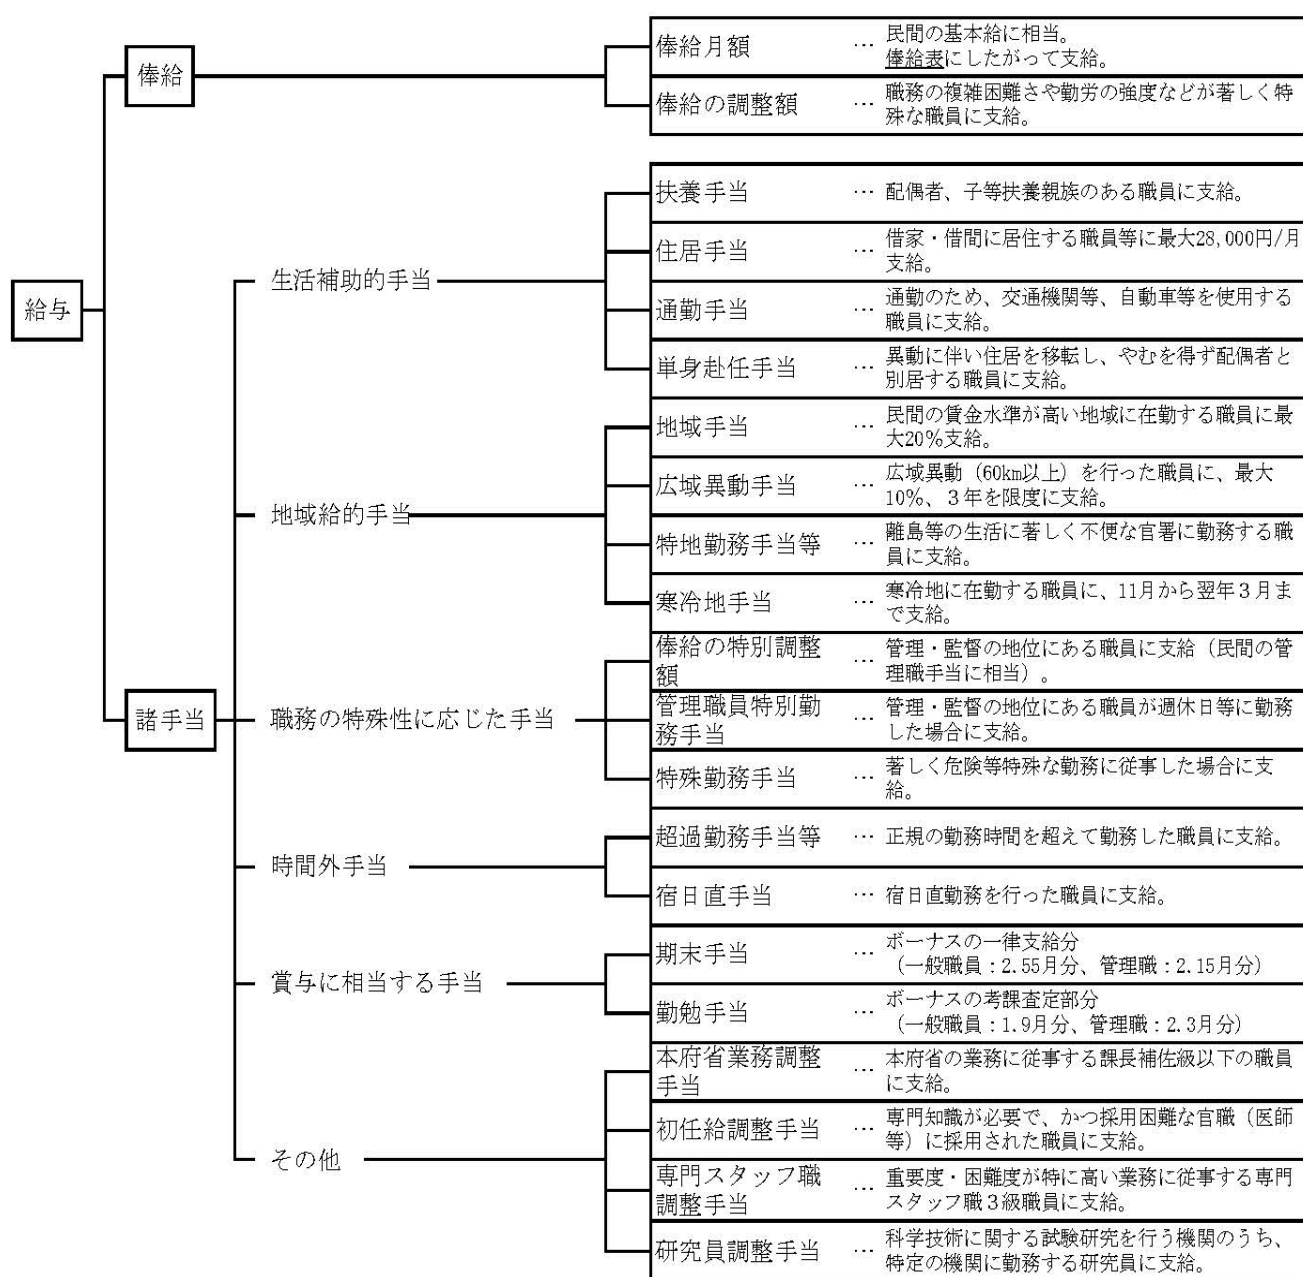 給与
俸給
俸給月額 … 民間の基本給に相当。
俸給表にしたがって支給。
俸給の調整額 … 職務の複雑困難さや勤労の強度などが著しく特
殊な職員に支給。
諸手当
生活補助的手当
扶養手当 … 配偶者、子等扶養親族のある職員に支給。
住居手当 … 借家・借間に居住する職員等に最大28,000円/月
支給。
通勤手当 … 通勤のため、交通機関等、自動車等を使用する
職員に支給。
単身赴任手当 … 異動に伴い住居を移転し、やむを得ず配偶者と
別居する職員に支給。
地域給的手当
地域手当 … 民間の賃金水準が高い地域に在勤する職員に最
大20％支給。
広域異動手当 … 広域異動（60km以上）を行った職員に、最大
10％、３年を限度に支給。
特地勤務手当等 … 離島等の生活に著しく不便な官署に勤務する職
員に支給。
寒冷地手当 … 寒冷地に在勤する職員に、11月から翌年３月ま
で支給。
職務の特殊性に応じた手当
俸給の特別調整
額
… 管理・監督の地位にある職員に支給（民間の管
理職手当に相当）。
管理職員特別勤
務手当
… 管理・監督の地位にある職員が週休日等に勤務
した場合に支給。
特殊勤務手当 … 著しく危険等特殊な勤務に従事した場合に支
給。
時間外手当
超過勤務手当等 … 正規の勤務時間を超えて勤務した職員に支給。
宿日直手当 … 宿日直勤務を行った職員に支給。
賞与に相当する手当
期末手当 … ボーナスの一律支給分
（一般職員：2.55月分、管理職：2.15月分）
勤勉手当 … ボーナスの考課査定部分
（一般職員：1.9月分、管理職：2.3月分）
その他
本府省業務調整
手当
… 本府省の業務に従事する課長補佐級以下の職員
に支給。
初任給調整手当 … 専門知識が必要で、かつ採用困難な官職（医師
等）に採用された職員に支給。
専門スタッフ職
調整手当
… 重要度・困難度が特に高い業務に従事する専門
スタッフ職３級職員に支給。
研究員調整手当 … 科学技術に関する試験研究を行う機関のうち、
特定の機関に勤務する研究員に支給。